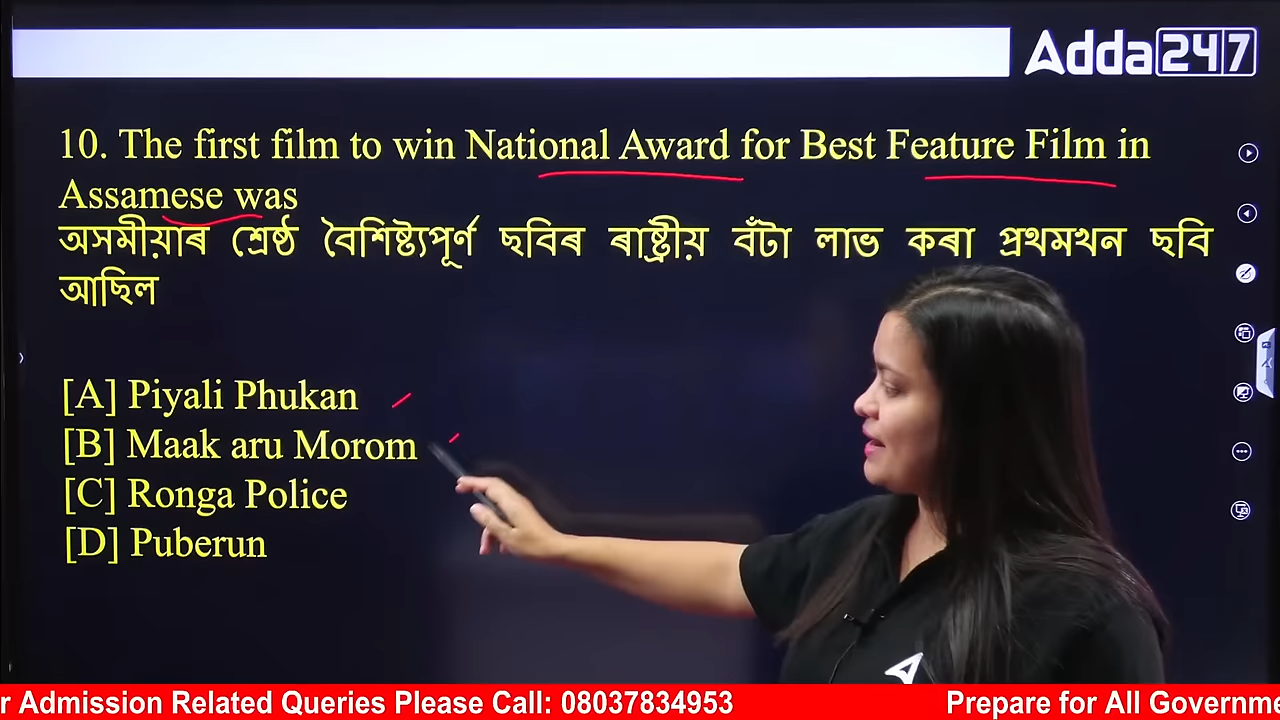 Adda247
10. The first film to win National Award for Best Feature Film in
Assamese was
অসমীয়াৰ শ্ৰেষ্ঠ বৈশিষ্ট্যপূৰ্ণ ছবিৰ ৰাষ্ট্ৰীয় বঁটা লাভ কৰা প্ৰথমখন ছবি
আছিল
[A] Piyali Phukan
[B] Maak aru Morom
[C] Ronga Police
[D] Puberun
r Admission Related Queries Please Call: 08037834953 Prepare for All Governme